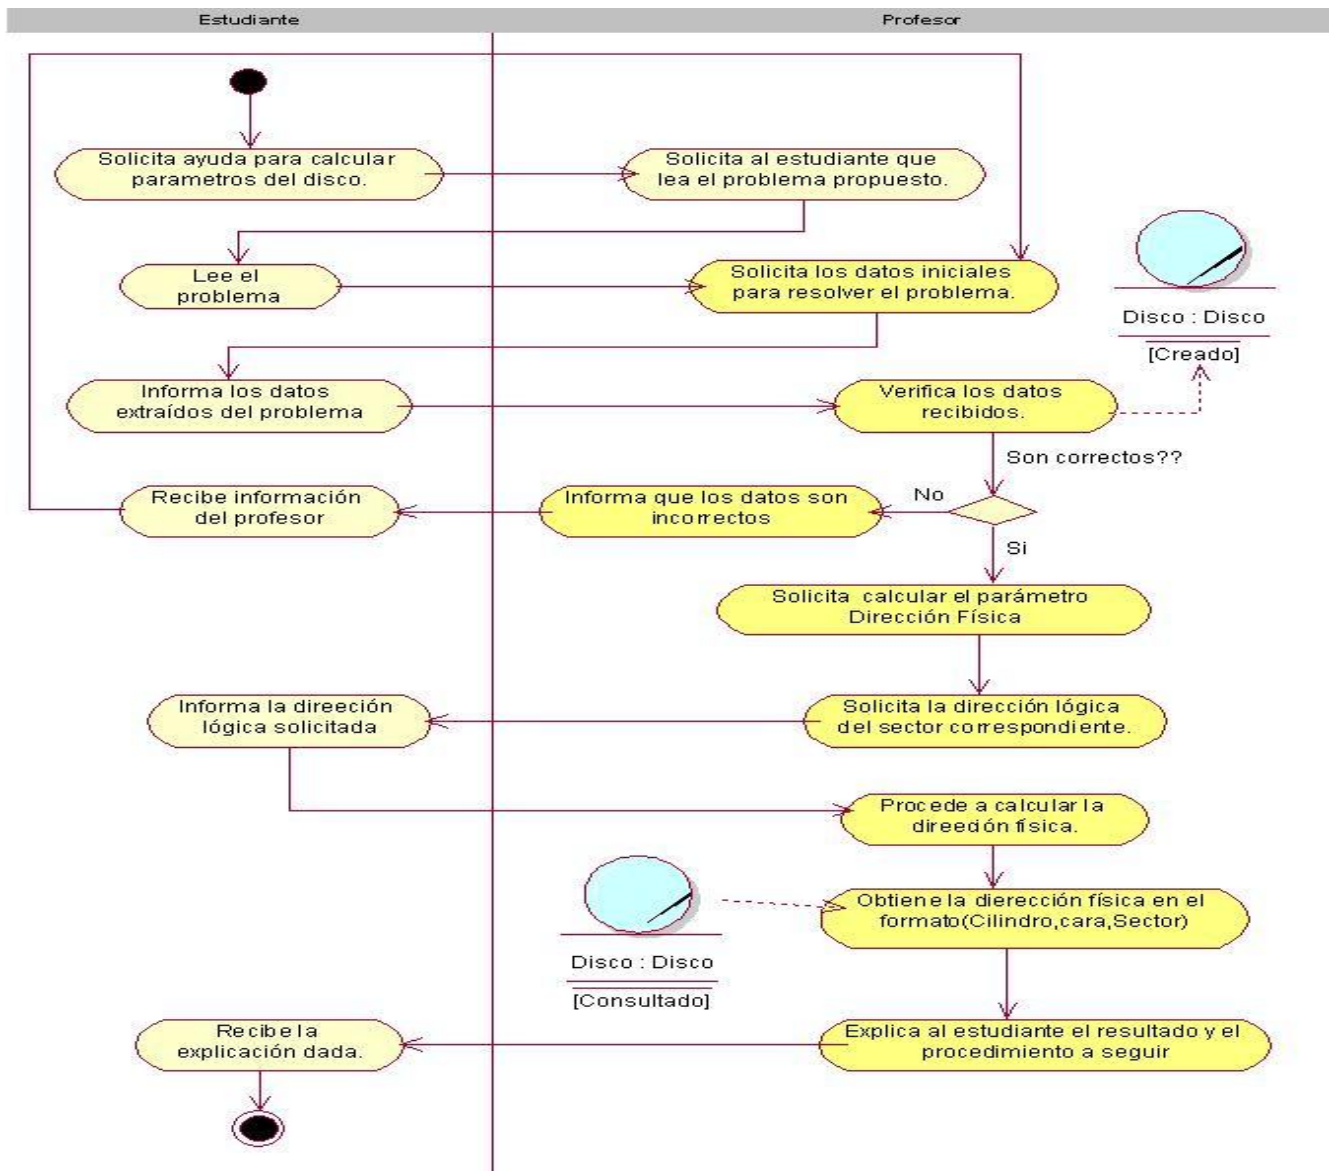 Estudiante
Profesor
Solicita ayuda para calcular
parametros del disco.
Solicita al estudiante que
lea el problema propuesto.
Lee el
problema
Solicita los datos iniciales
para resolver el problema.
Disco : Disco
[Creado]
Informa los datos
extraídos del problema
Verifica los datos
recibidos.
Son correctos??
Recibe información
del profesor
Informa que los datos son
incorrectos
No
Si
Solicita calcular el parámetro
Dirección Física
Informa la direeción
lógica solicitada
Solicita la dirección lógica
del sector correspondiente.
Procede a calcular la
direeción física.
Disco : Disco
[Consultado]
Obtiene la dierección física en el
formato(Cilindro,cara,Sector)
Recibe la
explicación dada.
Explica al estudiante el resultado y el
procedimiento a seguir